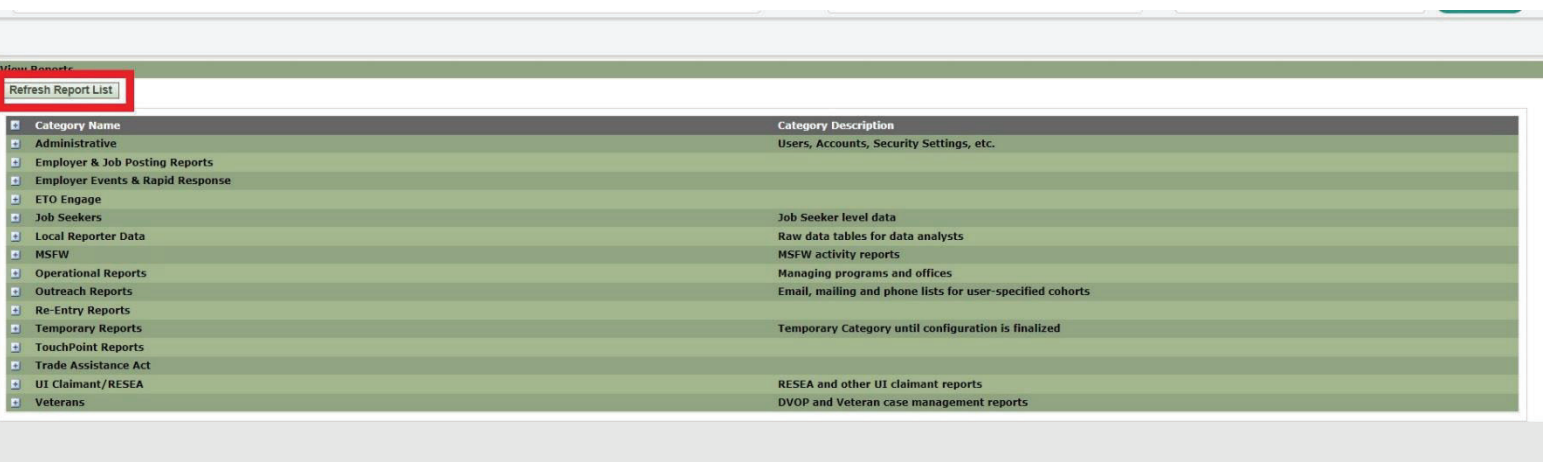 View Reports
Refresh Report List
Category Name Category Description
Administrative Users, Accounts, Security Settings, etc.
Employer & Job Posting Reports
Employer Events & Rapid Response
ETO Engage
Job Seekers Job Seeker level data
Local Reporter Data Raw data tables for data analysts
MSFW MSFW activity reports
Operational Reports Managing programs and offices
Outreach Reports Email, mailing and phone lists for user-specified cohorts
Re-Entry Reports
Temporary Reports Temporary Category until configuration is finalized
TouchPoint Reports
Trade Assistance Act
UI Claimant/RESEA RESEA and other UI claimant reports
Veterans DVOP and Veteran case management reports